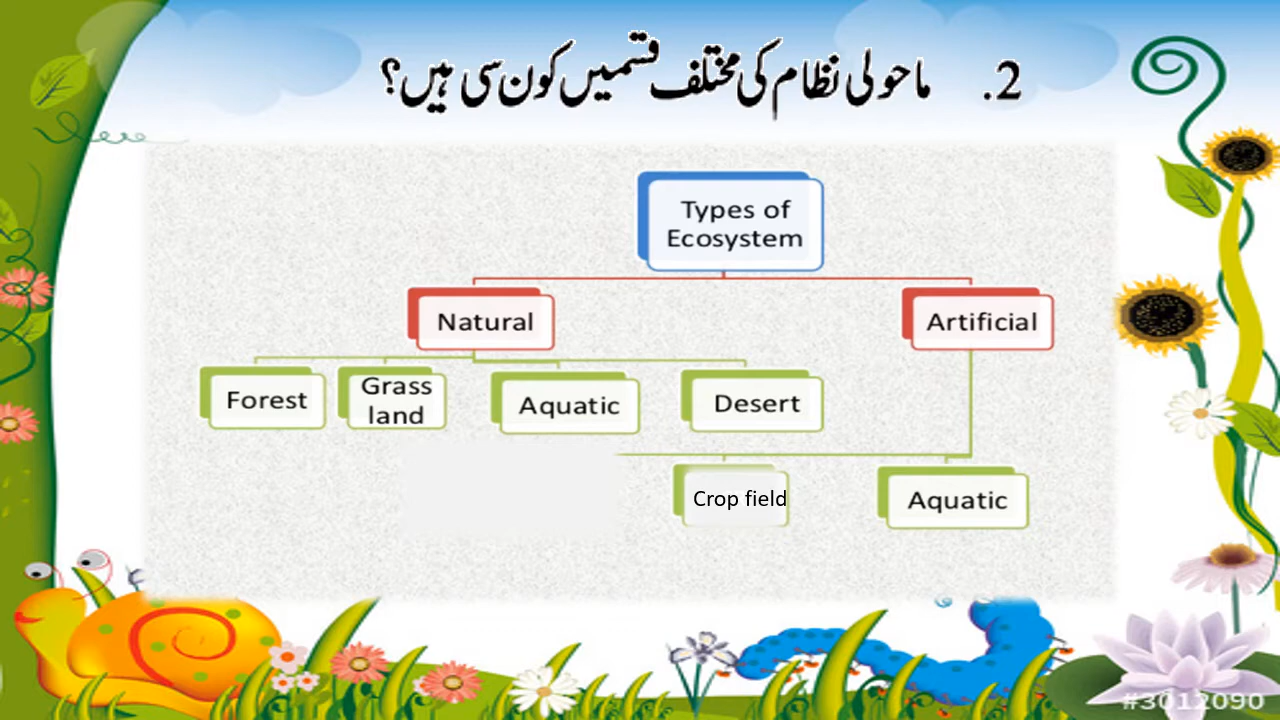 2. ماحولی نظام کی مختلف قسمیں کون سی ہیں؟
Types of
Ecosystem
Natural
Artificial
Forest
Grass
land
Aquatic
Desert
Crop field
Aquatic
#3012090